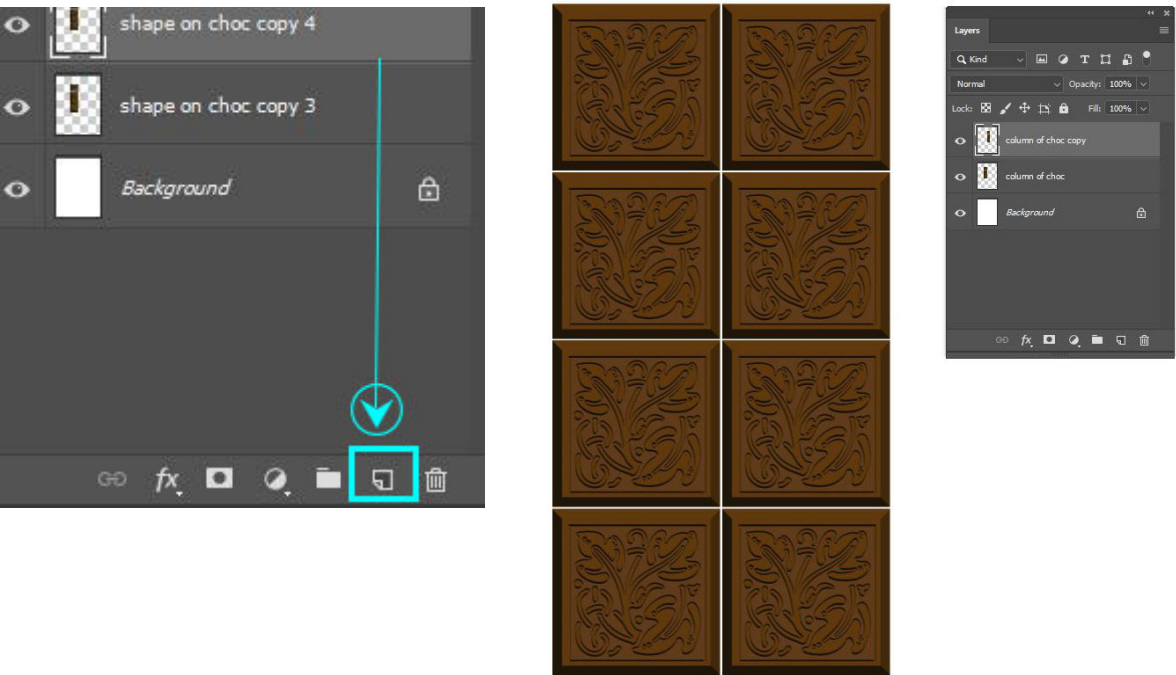 shape on choc copy 4
shape on choc copy 3
Background
fx
Layers
Kind
T
Normal
Opacity: 100%
Lock:
Fill: 100%
column of choc copy
column of choc
Background
fx